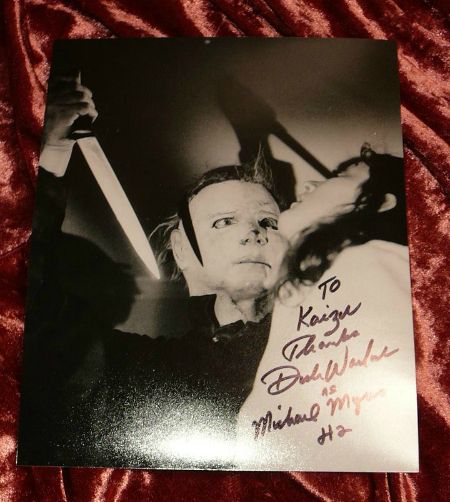 To
Kaizer
Thanks
Dick Warlock
as
Michael Myers
H2